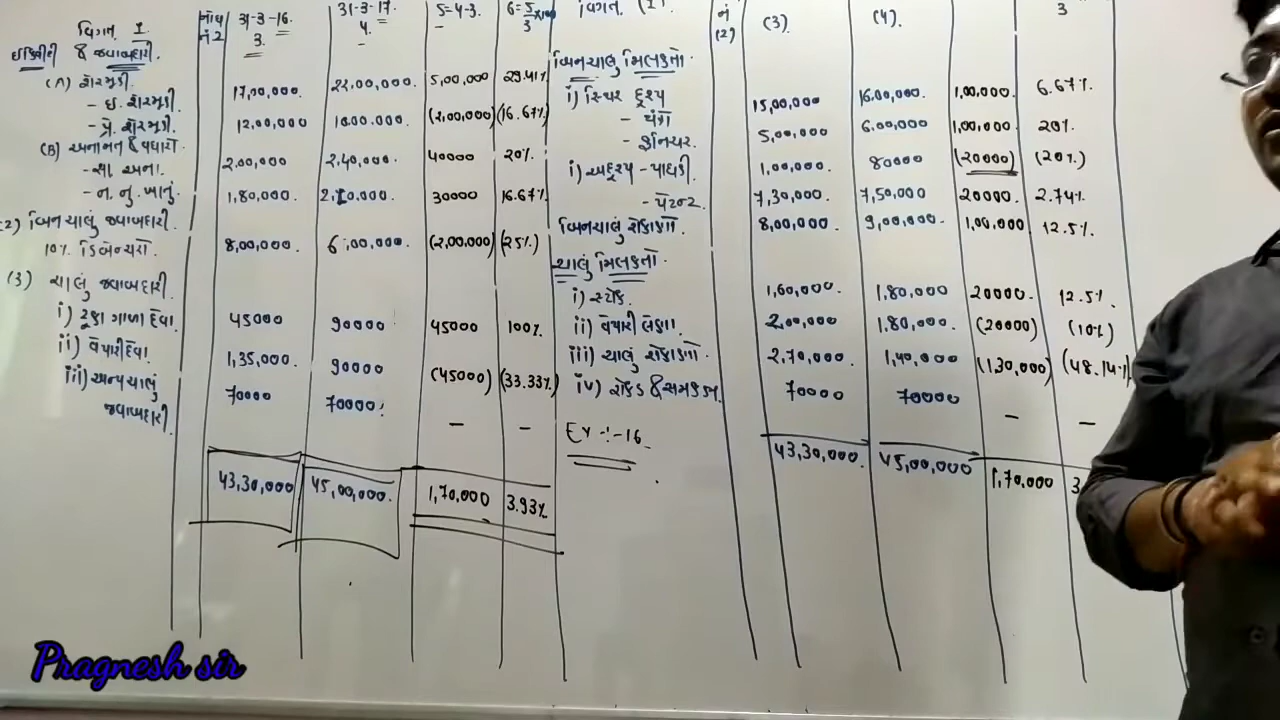 વિગત 1 નોંધ નં 2 31-3-16 3 31-3-17 4 5=4-3 6=5/3×100
ઇક્વિટી & જવાબદારી
(A) શેરમૂડી
- ઇ. શેરમૂડી 17,00,000 22,00,000 5,00,000 29.41%
- પ્રે. શેરમૂડી 12,00,000 10,00.000 (2,00,000) (16.67%)
(B) અનામત & વધારો
- સા. અના. 2,00,000 2,40,000 40000 20%
- ન. નુ. ખાનું 1,80,000 2,10,000 30000 16.67%
(2) બિનચાલું જવાબદારી
10% ડિબેન્ચરો 8,00,000 6,00,000 (2,00,000) (25%)
(3) ચાલું જવાબદારી
i) ટૂંકા ગાળા દેવા 45000 90000 45000 100%
ii) વેપારીદેવા 1,35,000 90000 (45000) (33.33%)
iii) અન્યચાલું જવાબદારી 70000 70000 - -
43,30,000 45,00,000 1,70,000 3.93%
વિગત (1) નં (2) (3) (4) 3
બિનચાલું મિલકતો
i) સ્થિર દૃશ્ય
- યંત્રો 15,00,000 16,00,000 1,00,000 6.67%
- ફર્નિચર 5,00,000 6,00,000 1,00,000 20%
i) અદૃશ્ય - પાઘડી 1,00,000 80000 (20000) (20%)
- પેટન્ટ 7,30,000 7,50,000 20000 2.74%
બિનચાલું રોકાણો 8,00,000 9,00,000 1,00,000 12.5%
ચાલું મિલકતો
i) સ્ટોક 1,60,000 1,80,000 20000 12.5%
ii) વેપારી લેણાં 2,00,000 1,80,000 (20000) (10%)
iii) ચાલું રોકાણો 2,70,000 1,40,000 (1,30,000) (48.14%)
iv) રોકડ & સમકક્ષ 70000 70000 - -
Ex :-16
43,30,000 45,00,000 1,70,000 3
Pragnesh sir